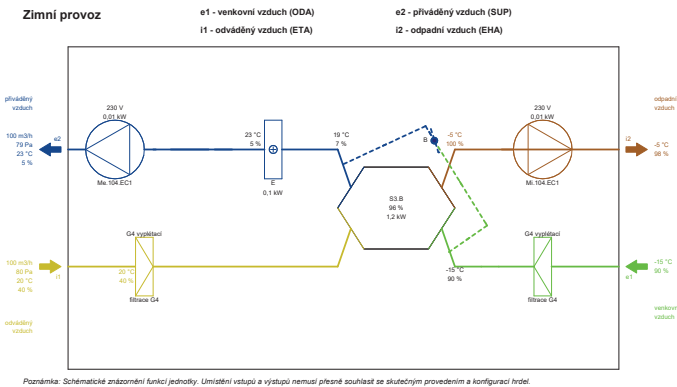 Zimní provoz
e1 - venkovní vzduch (ODA)
e2 - přiváděný vzduch (SUP)
i1 - odváděný vzduch (ETA)
i2 - odpadní vzduch (EHA)
přiváděný
vzduch
100 m3/h
79 Pa
23 °C
5 %
e2
230 V
0,01 kW
Me.104.EC1
23 °C
5 %
E
0,1 kW
19 °C
7 %
B
-5 °C
100 %
230 V
0,01 kW
Mi.104.EC1
odpadní
vzduch
i2
-5 °C
98 %
S3.B
96 %
1,2 kW
100 m3/h
80 Pa
20 °C
40 %
i1
G4 vyplétací
20 °C
40 %
filtrace G4
-15 °C
90 %
G4 vyplétací
filtrace G4
-15 °C
90 %
e1
odváděný
vzduch
venkovr
vzduch
Poznámka: Schématické znázornění funkcí jednotky. Umístění vstupů a výstupů nemusí přesně souhlasit se skutečným provedením a konfigurací hrdel.